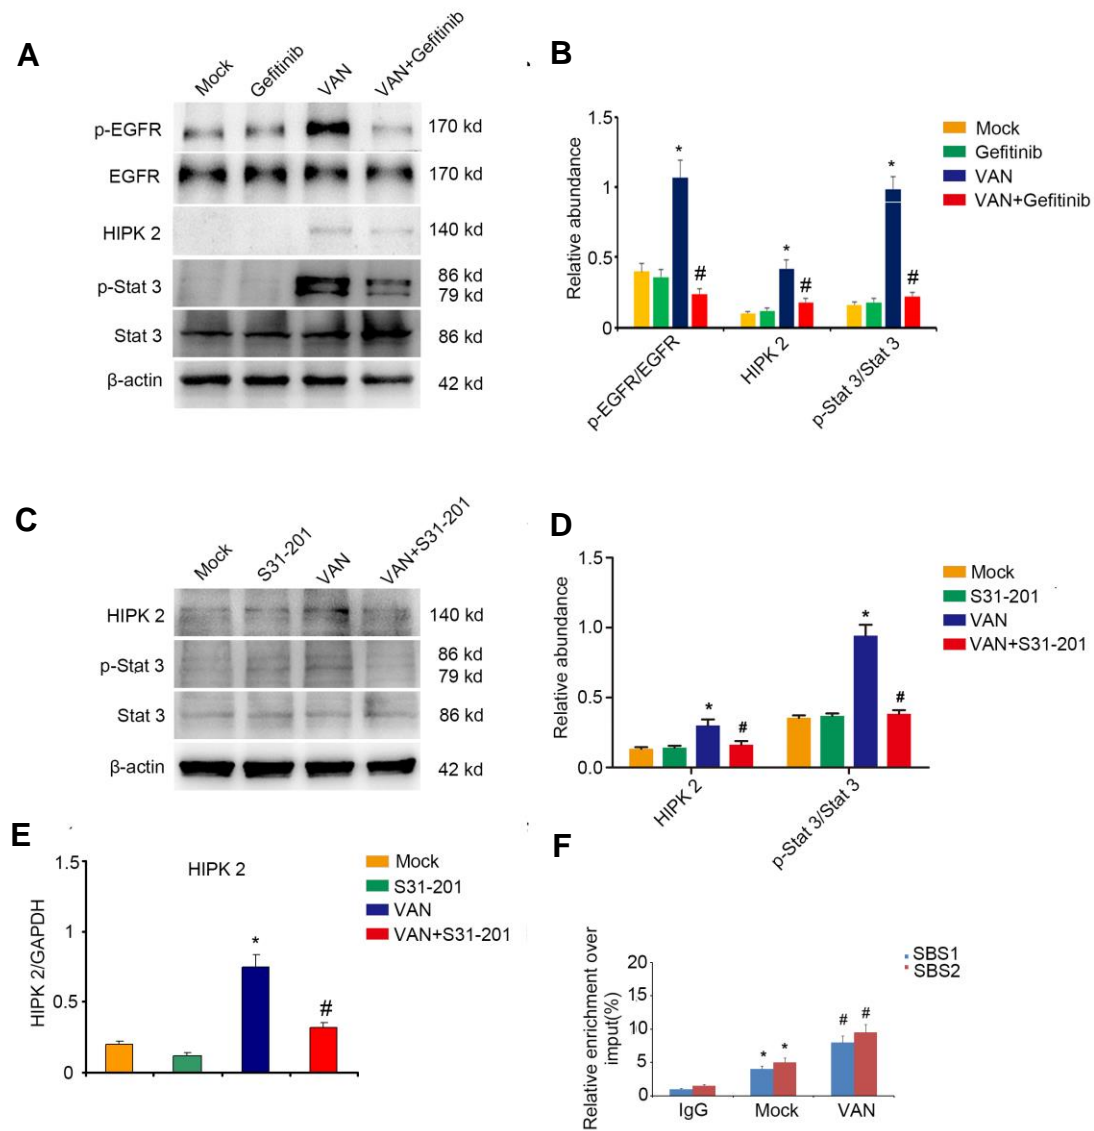 A
Mock
Gefitinib
VAN
VAN+Gefitinib
p-EGFR
170 kd
EGFR
170 kd
HIPK 2
140 kd
p-Stat 3
86 kd
79 kd
Stat 3
86 kd
β-actin
42 kd
B
Relative abundance
1.5
1
0.5
0
*
#
*
#
*
#
p-EGFR/EGFR
HIPK 2
p-Stat 3/Stat 3
Mock
Gefitinib
VAN
VAN+Gefitinib
C
Mock
S31-201
VAN
VAN+S31-201
HIPK 2
140 kd
p-Stat 3
86 kd
79 kd
Stat 3
86 kd
β-actin
42 kd
D
Relative abundance
1.5
1.0
0.5
0.0
*
#
*
#
HIPK 2
p-Stat 3/Stat 3
Mock
S31-201
VAN
VAN+S31-201
E
HIPK 2/GAPDH
1.5
1
0.5
0
HIPK 2
*
#
Mock
S31-201
VAN
VAN+S31-201
F
Relative enrichment over
imput(%)
20
15
10
5
0
* *
# #
IgG
Mock
VAN
SBS1
SBS2